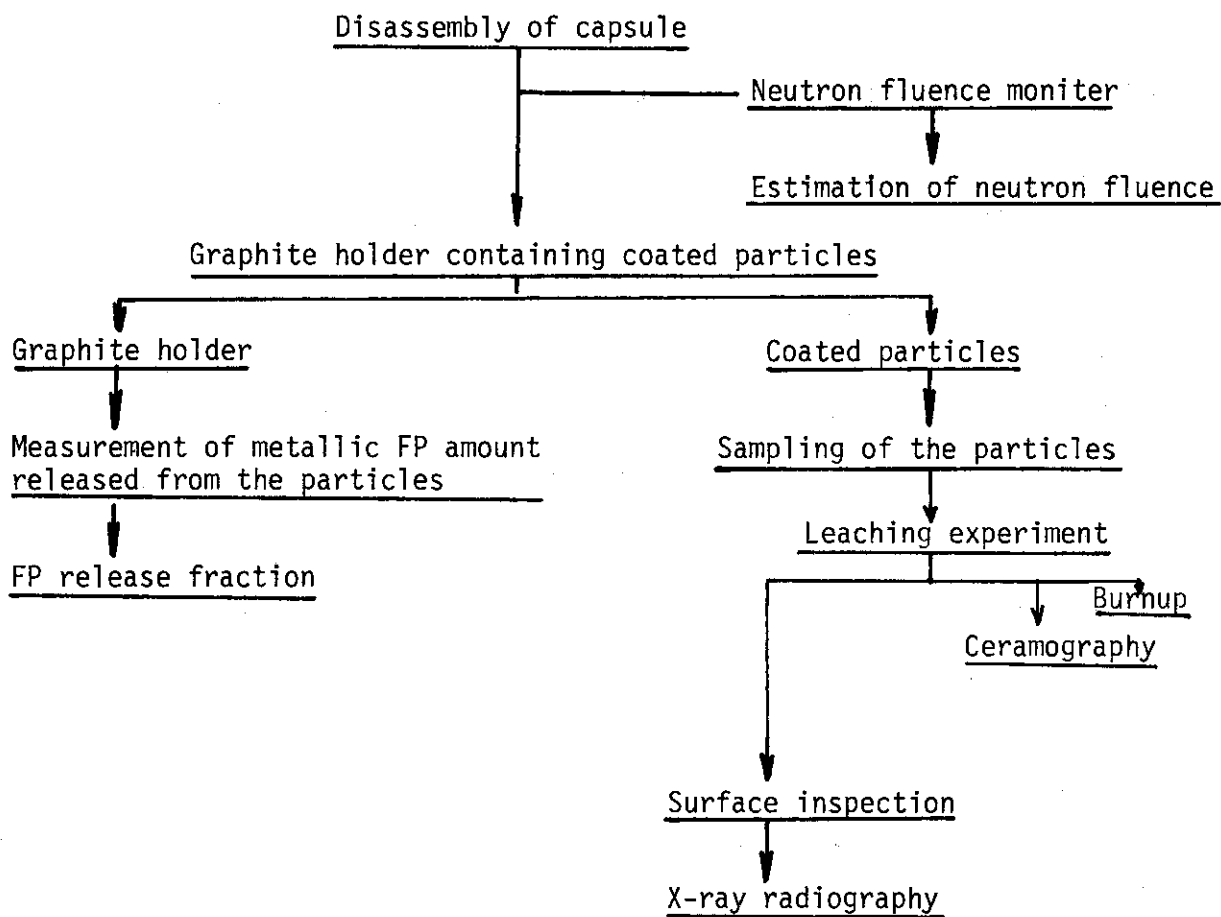 Disassembly of capsule
Neutron fluence moniter
Estimation of neutron fluence
Graphite holder containing coated particles
Graphite holder
Coated particles
Measurement of metallic FP amount
released from the particles
Sampling of the particles
Leaching experiment
FP release fraction
Burnup
Ceramography
Surface inspection
X-ray radiography